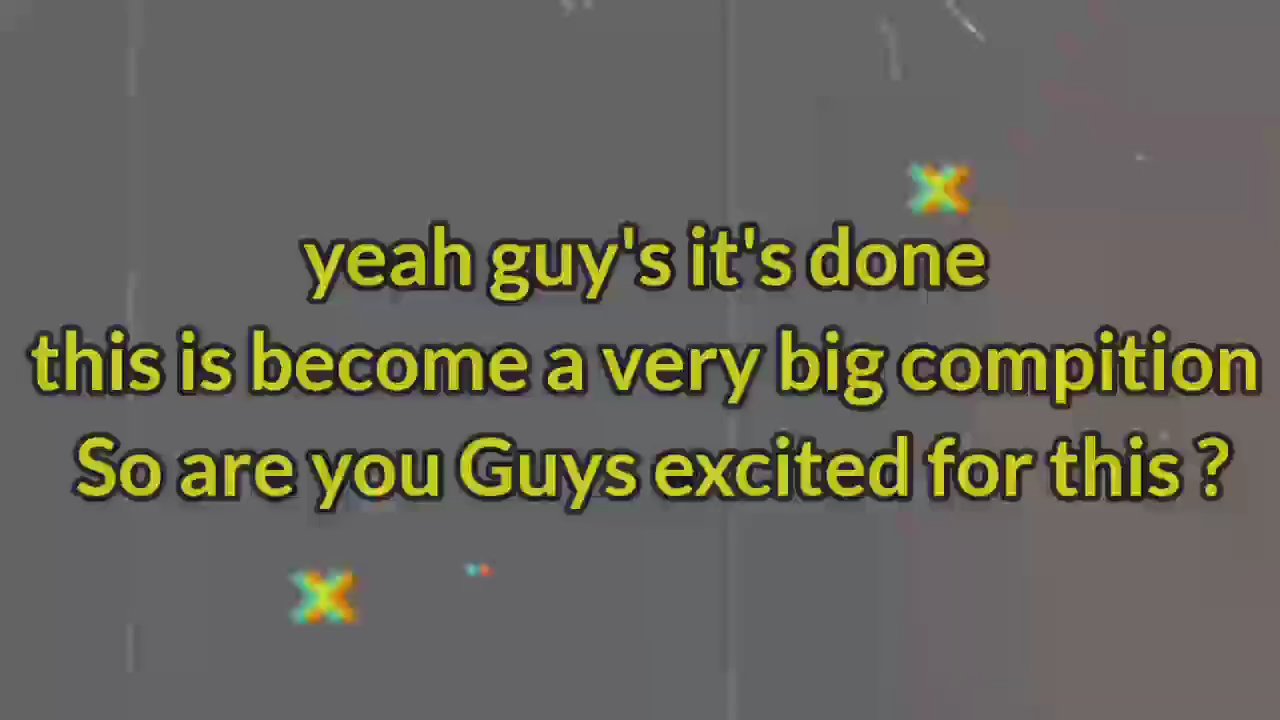 yeah guy's it's done
this is become a very big compition
So are you Guys excited for this ?